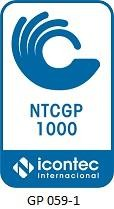 NTCGP
1000
icontec
internacional
GP 059-1